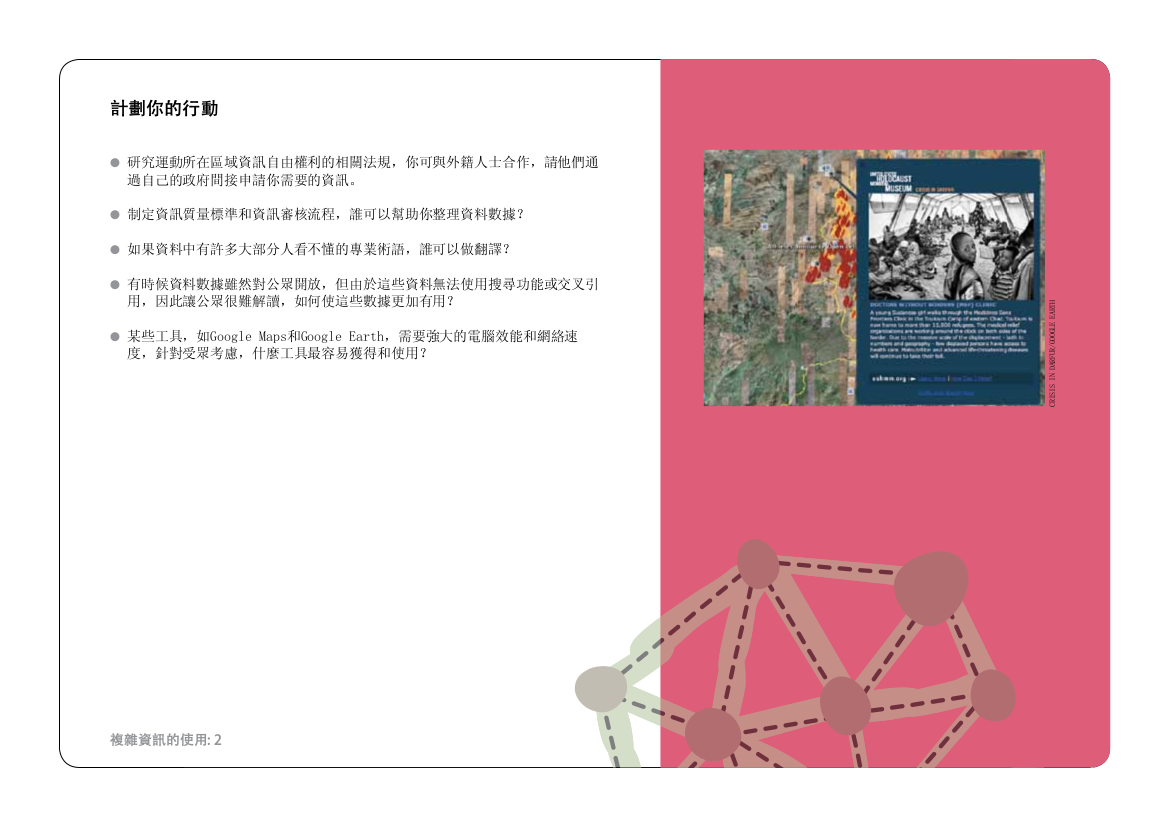 計劃你的行動
● 研究運動所在區域資訊自由權利的相關法規，你可與外籍人士合作，請他們通
過自己的政府間接申請你需要的資訊。
● 制定資訊質量標準和資訊審核流程，誰可以幫助你整理資料數據？
● 如果資料中有許多大部分人看不懂的專業術語，誰可以做翻譯？
● 有時候資料數據雖然對公眾開放，但由於這些資料無法使用搜尋功能或交叉引
用，因此讓公眾很難解讀，如何使這些數據更加有用？
● 某些工具，如Google Maps和Google Earth，需要強大的電腦效能和網絡速
度，針對受眾考慮，什麼工具最容易獲得和使用？
複雜資訊的使用: 2
UNITED STATES
HOLOCAUST
MEMORIAL
MUSEUM CRISIS IN DARFUR
DOCTORS WITHOUT BORDERS (MSF) CLINIC
A young Sudanese girl walks through the Medicins Sans
Frontiers Clinic in the Touloum Camp of eastern Chad. Touloum is
now home to more than 15,000 refugees. The medical relief
organizations are working around the clock on both sides of the
border. Due to the massive scale of the displacement - both in
numbers and geography - few displaced persons have access to
health care. Malnutrition and advanced life-threatening diseases
will continue to take their toll.
ushmm.org
CRISIS IN DARFUR/GOOGLE EARTH